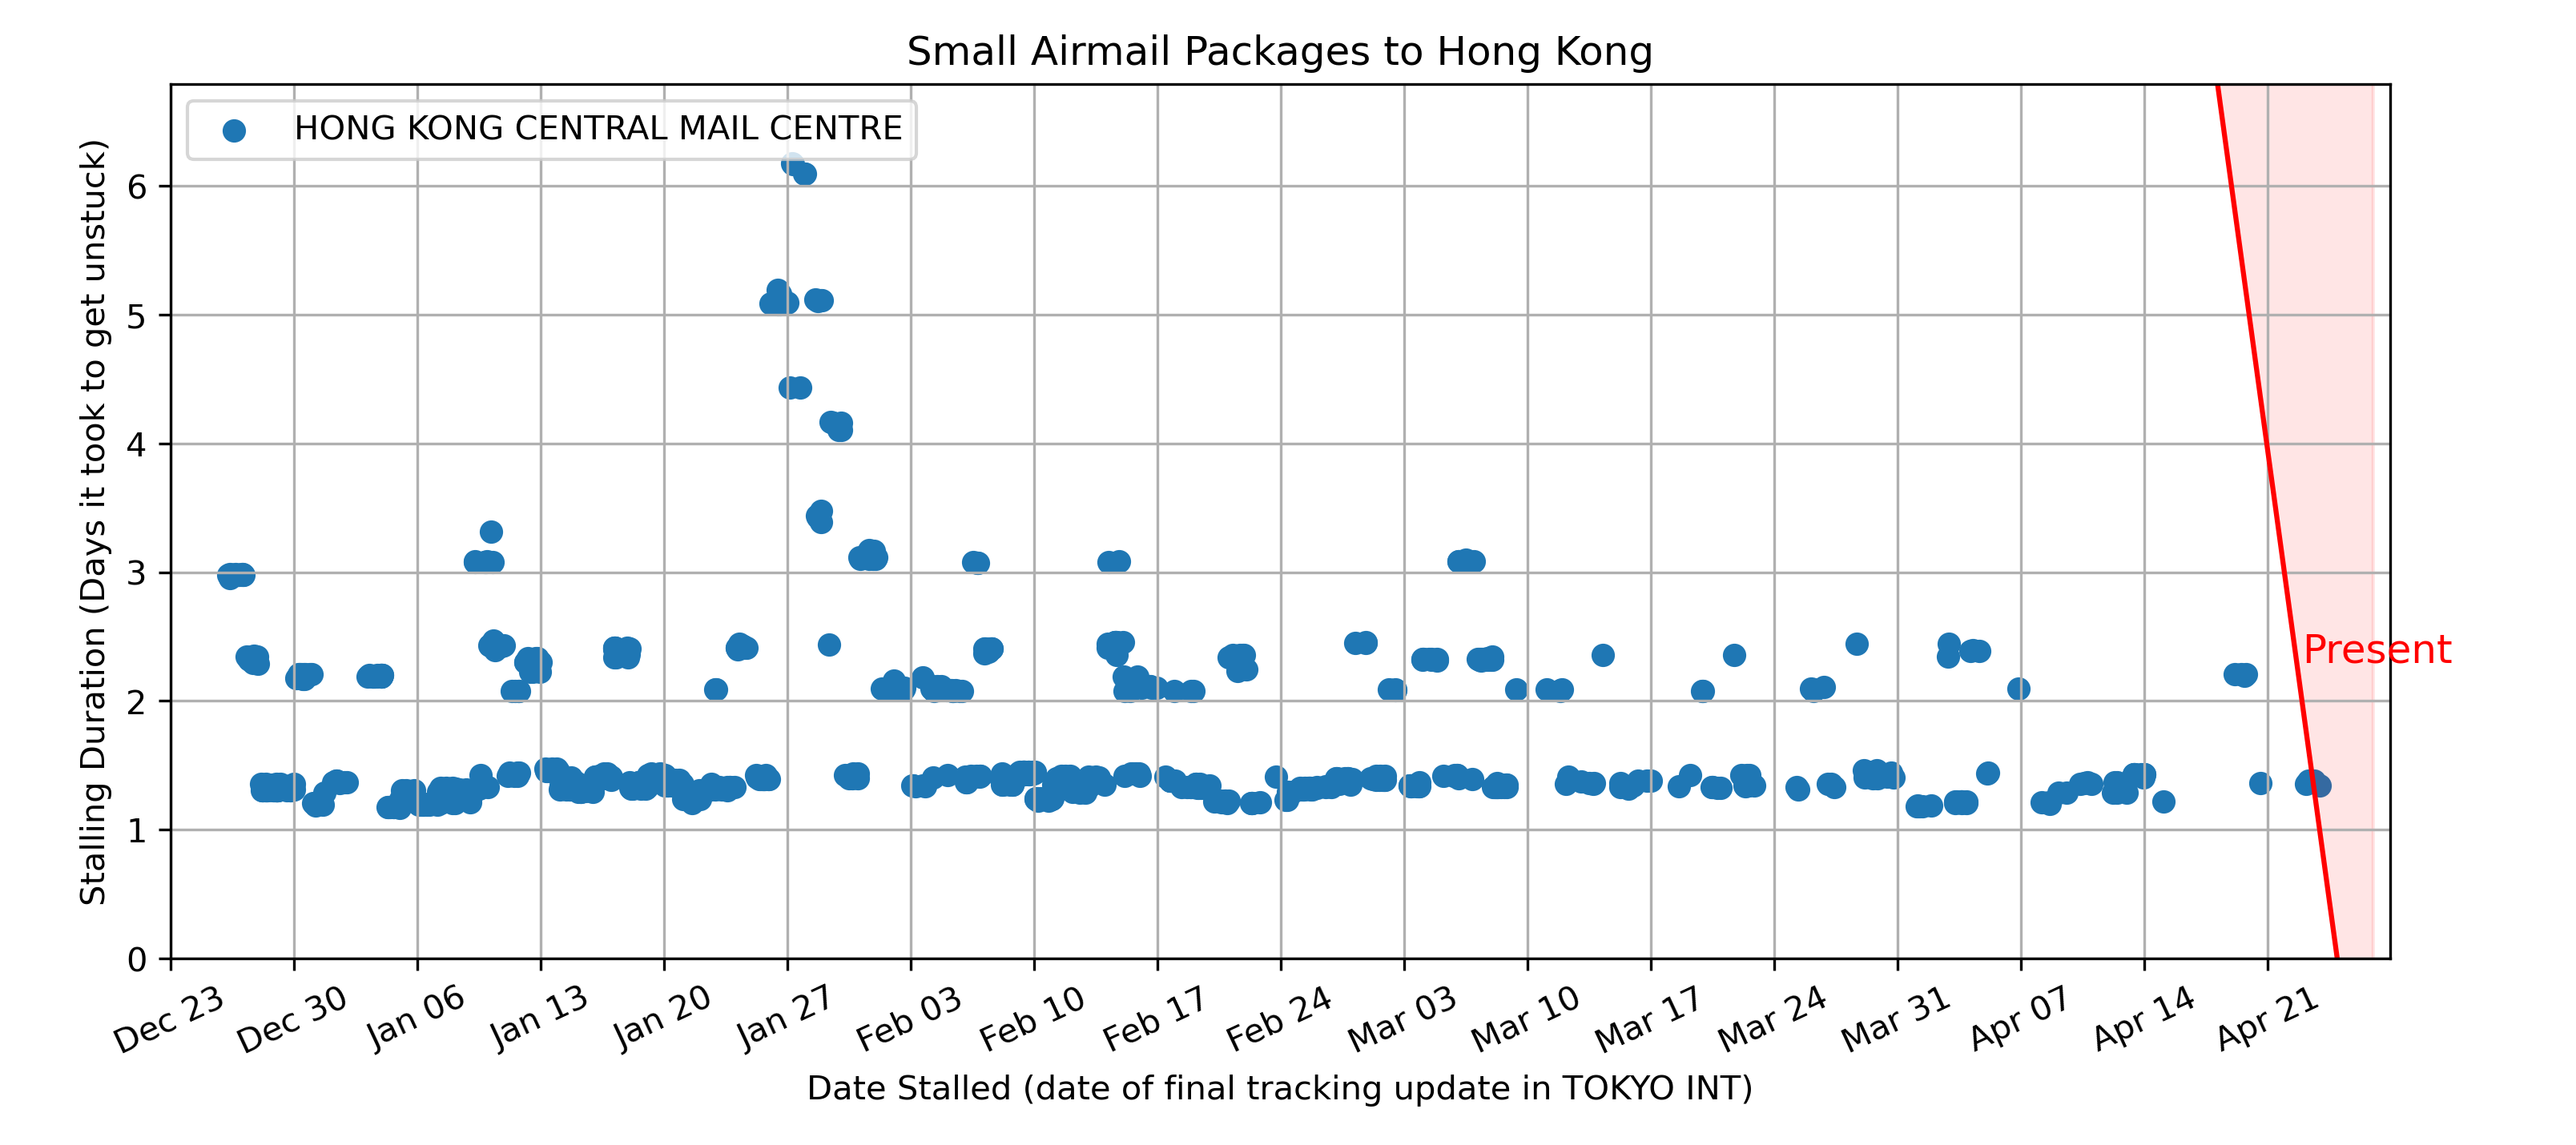 Small Airmail Packages to Hong Kong
HONG KONG CENTRAL MAIL CENTRE
Stalling Duration (Days it took to get unstuck)
6
5
4
3
2
1
0
Present
Dec 23
Dec 30
Jan 06
Jan 13
Jan 20
Jan 27
Feb 03
Feb 10
Feb 17
Feb 24
Mar 03
Mar 10
Mar 17
Mar 24
Mar 31
Apr 07
Apr 14
Apr 21
Date Stalled (date of final tracking update in TOKYO INT)